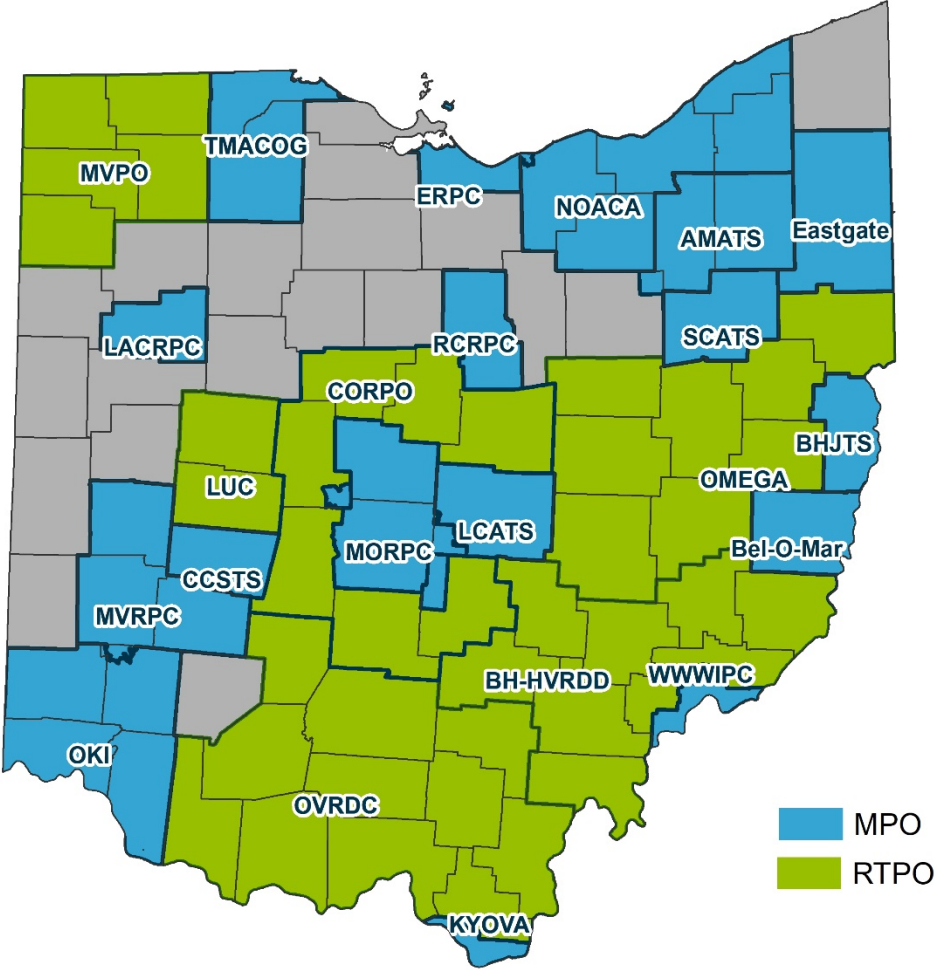 TMACOG
MVPO
ERPC
NOACA
AMATS
Eastgate
LACRPC
RCRPC
SCATS
CORPO
BHJTS
LUC
OMEGA
LCATS
MORPC
Bel-O-Mar
CCSTS
MVRPC
BH-HVRDD
WWWIPC
OKI
OVRDC
MPO
RTPO
KYOVA